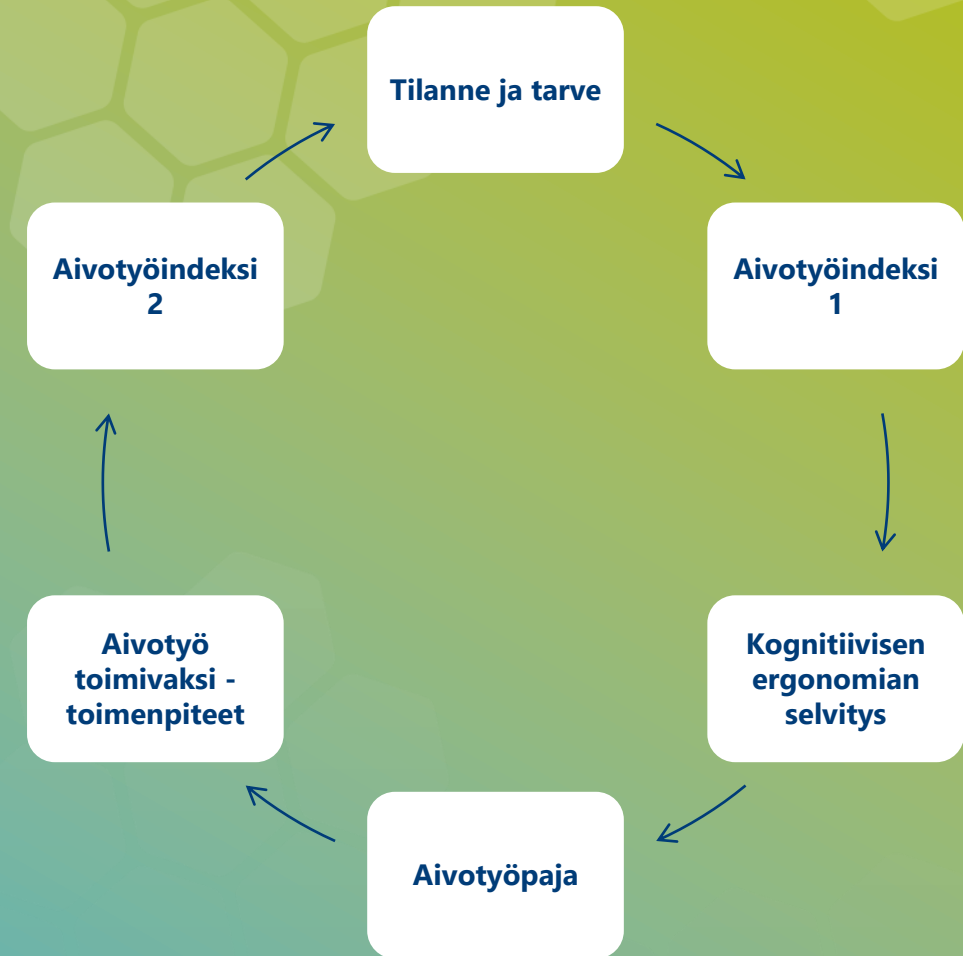 Tilanne ja tarve
Aivotyöindeksi
1
Kognitiivisen
ergonomian
selvitys
Aivotyöpaja
Aivotyö
toimivaksi -
toimenpiteet
Aivotyöindeksi
2